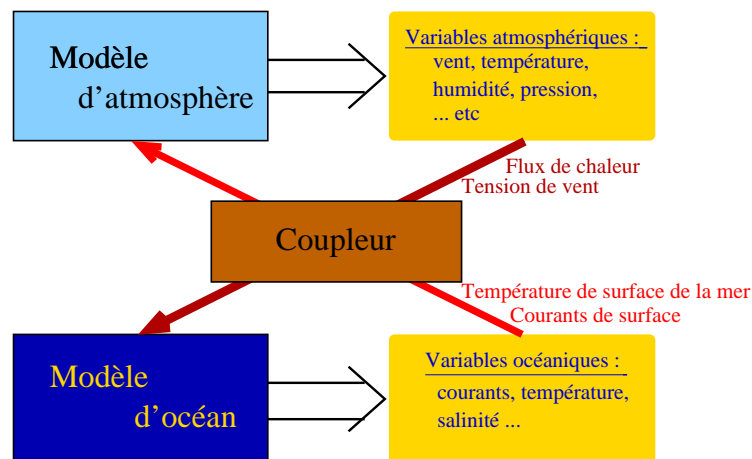 Modèle
d'atmosphère
Variables atmosphériques :
vent, température,
humidité, pression,
... etc
Flux de chaleur
Tension de vent
Coupleur
Température de surface de la mer
Courants de surface
Modèle
d'océan
Variables océaniques :
courants, température,
salinité ...